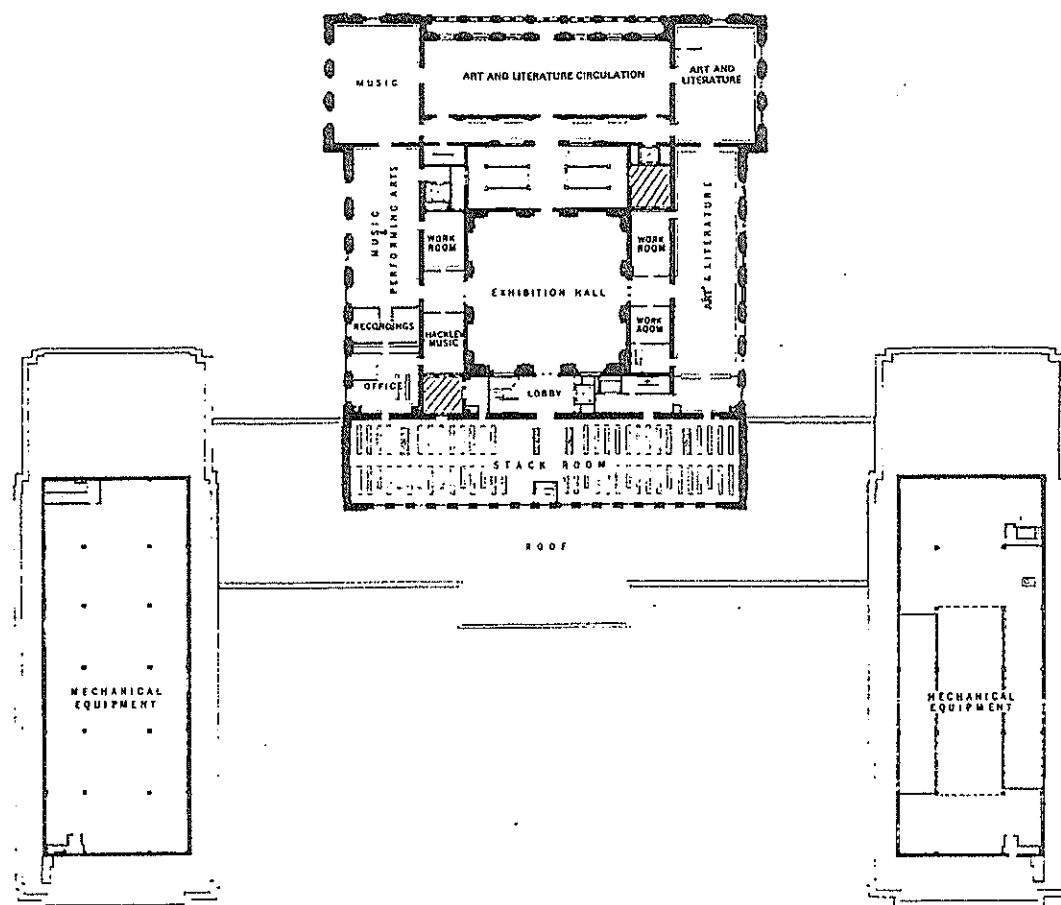 MUSIC
ART AND LITERATURE CIRCULATION
ART AND
LITERATURE
MUSIC
PERFORMING ARTS
WORK
ROOM
EXHIBITION HALL
WORK
ROOM
ART & LITERATURE
RECORDINGS
HACKLEY
MUSIC
WORK
ROOM
OFFICE
LOBBY
STACK ROOM
ROOF
MECHANICAL
EQUIPMENT
MECHANICAL
EQUIPMENT